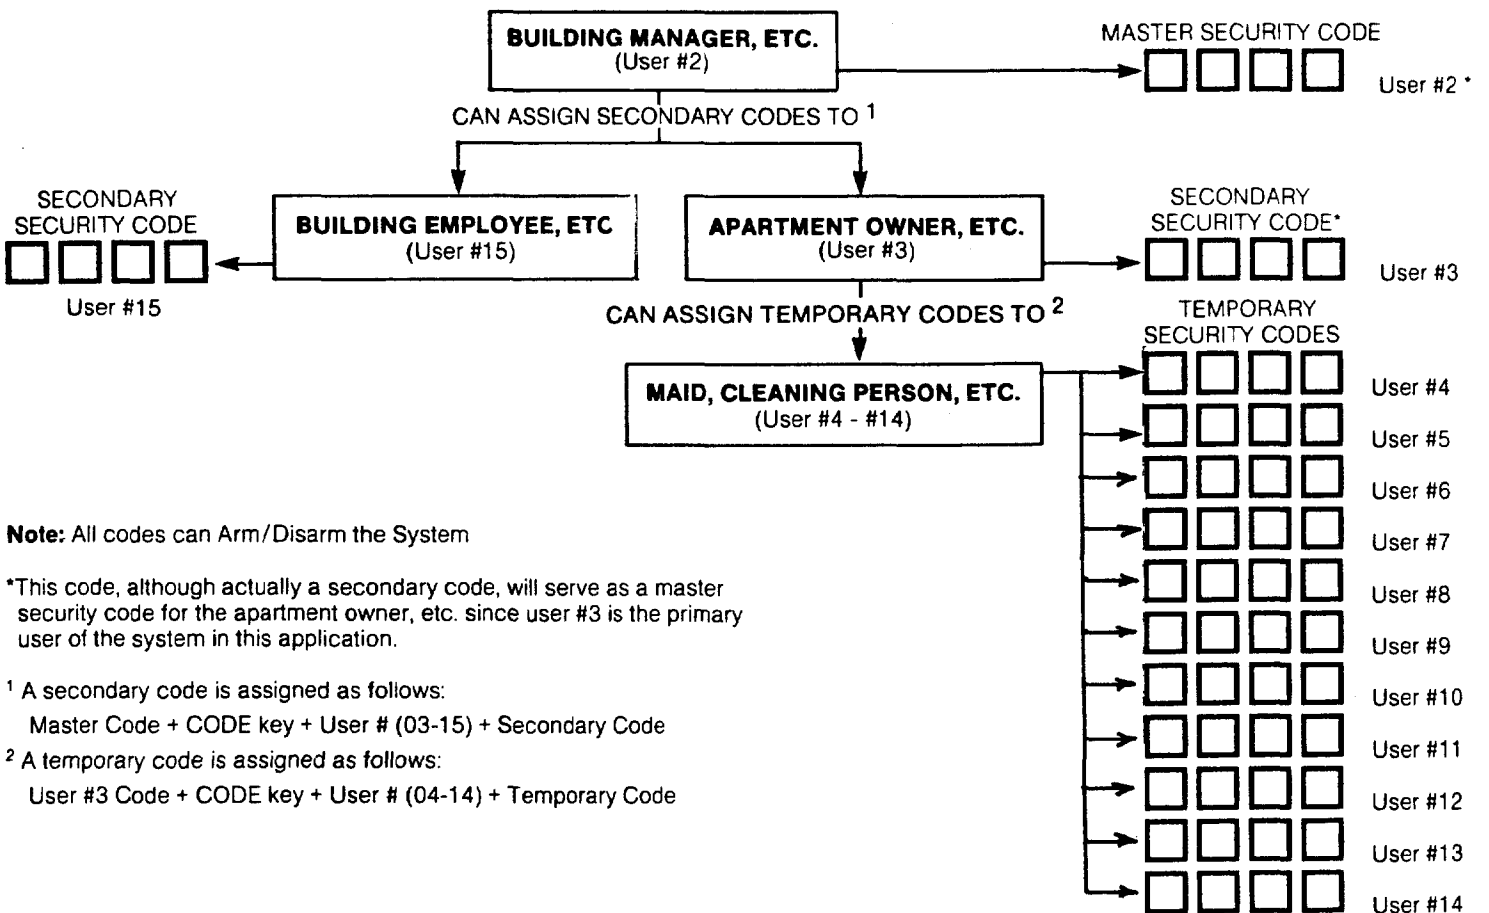 BUILDING MANAGER, ETC.
(User #2)
MASTER SECURITY CODE
User #2 *
CAN ASSIGN SECONDARY CODES TO 1
SECONDARY
SECURITY CODE
User #15
BUILDING EMPLOYEE, ETC
(User #15)
APARTMENT OWNER, ETC.
(User #3)
SECONDARY
SECURITY CODE*
User #3
CAN ASSIGN TEMPORARY CODES TO 2
TEMPORARY
SECURITY CODES
MAID, CLEANING PERSON, ETC.
(User #4 - #14)
User #4
User #5
User #6
User #7
User #8
User #9
User #10
User #11
User #12
User #13
User #14
Note: All codes can Arm/Disarm the System
*This code, although actually a secondary code, will serve as a master
security code for the apartment owner, etc. since user #3 is the primary
user of the system in this application.
1 A secondary code is assigned as follows:
Master Code + CODE key + User # (03-15) + Secondary Code
2 A temporary code is assigned as follows:
User #3 Code + CODE key + User # (04-14) + Temporary Code